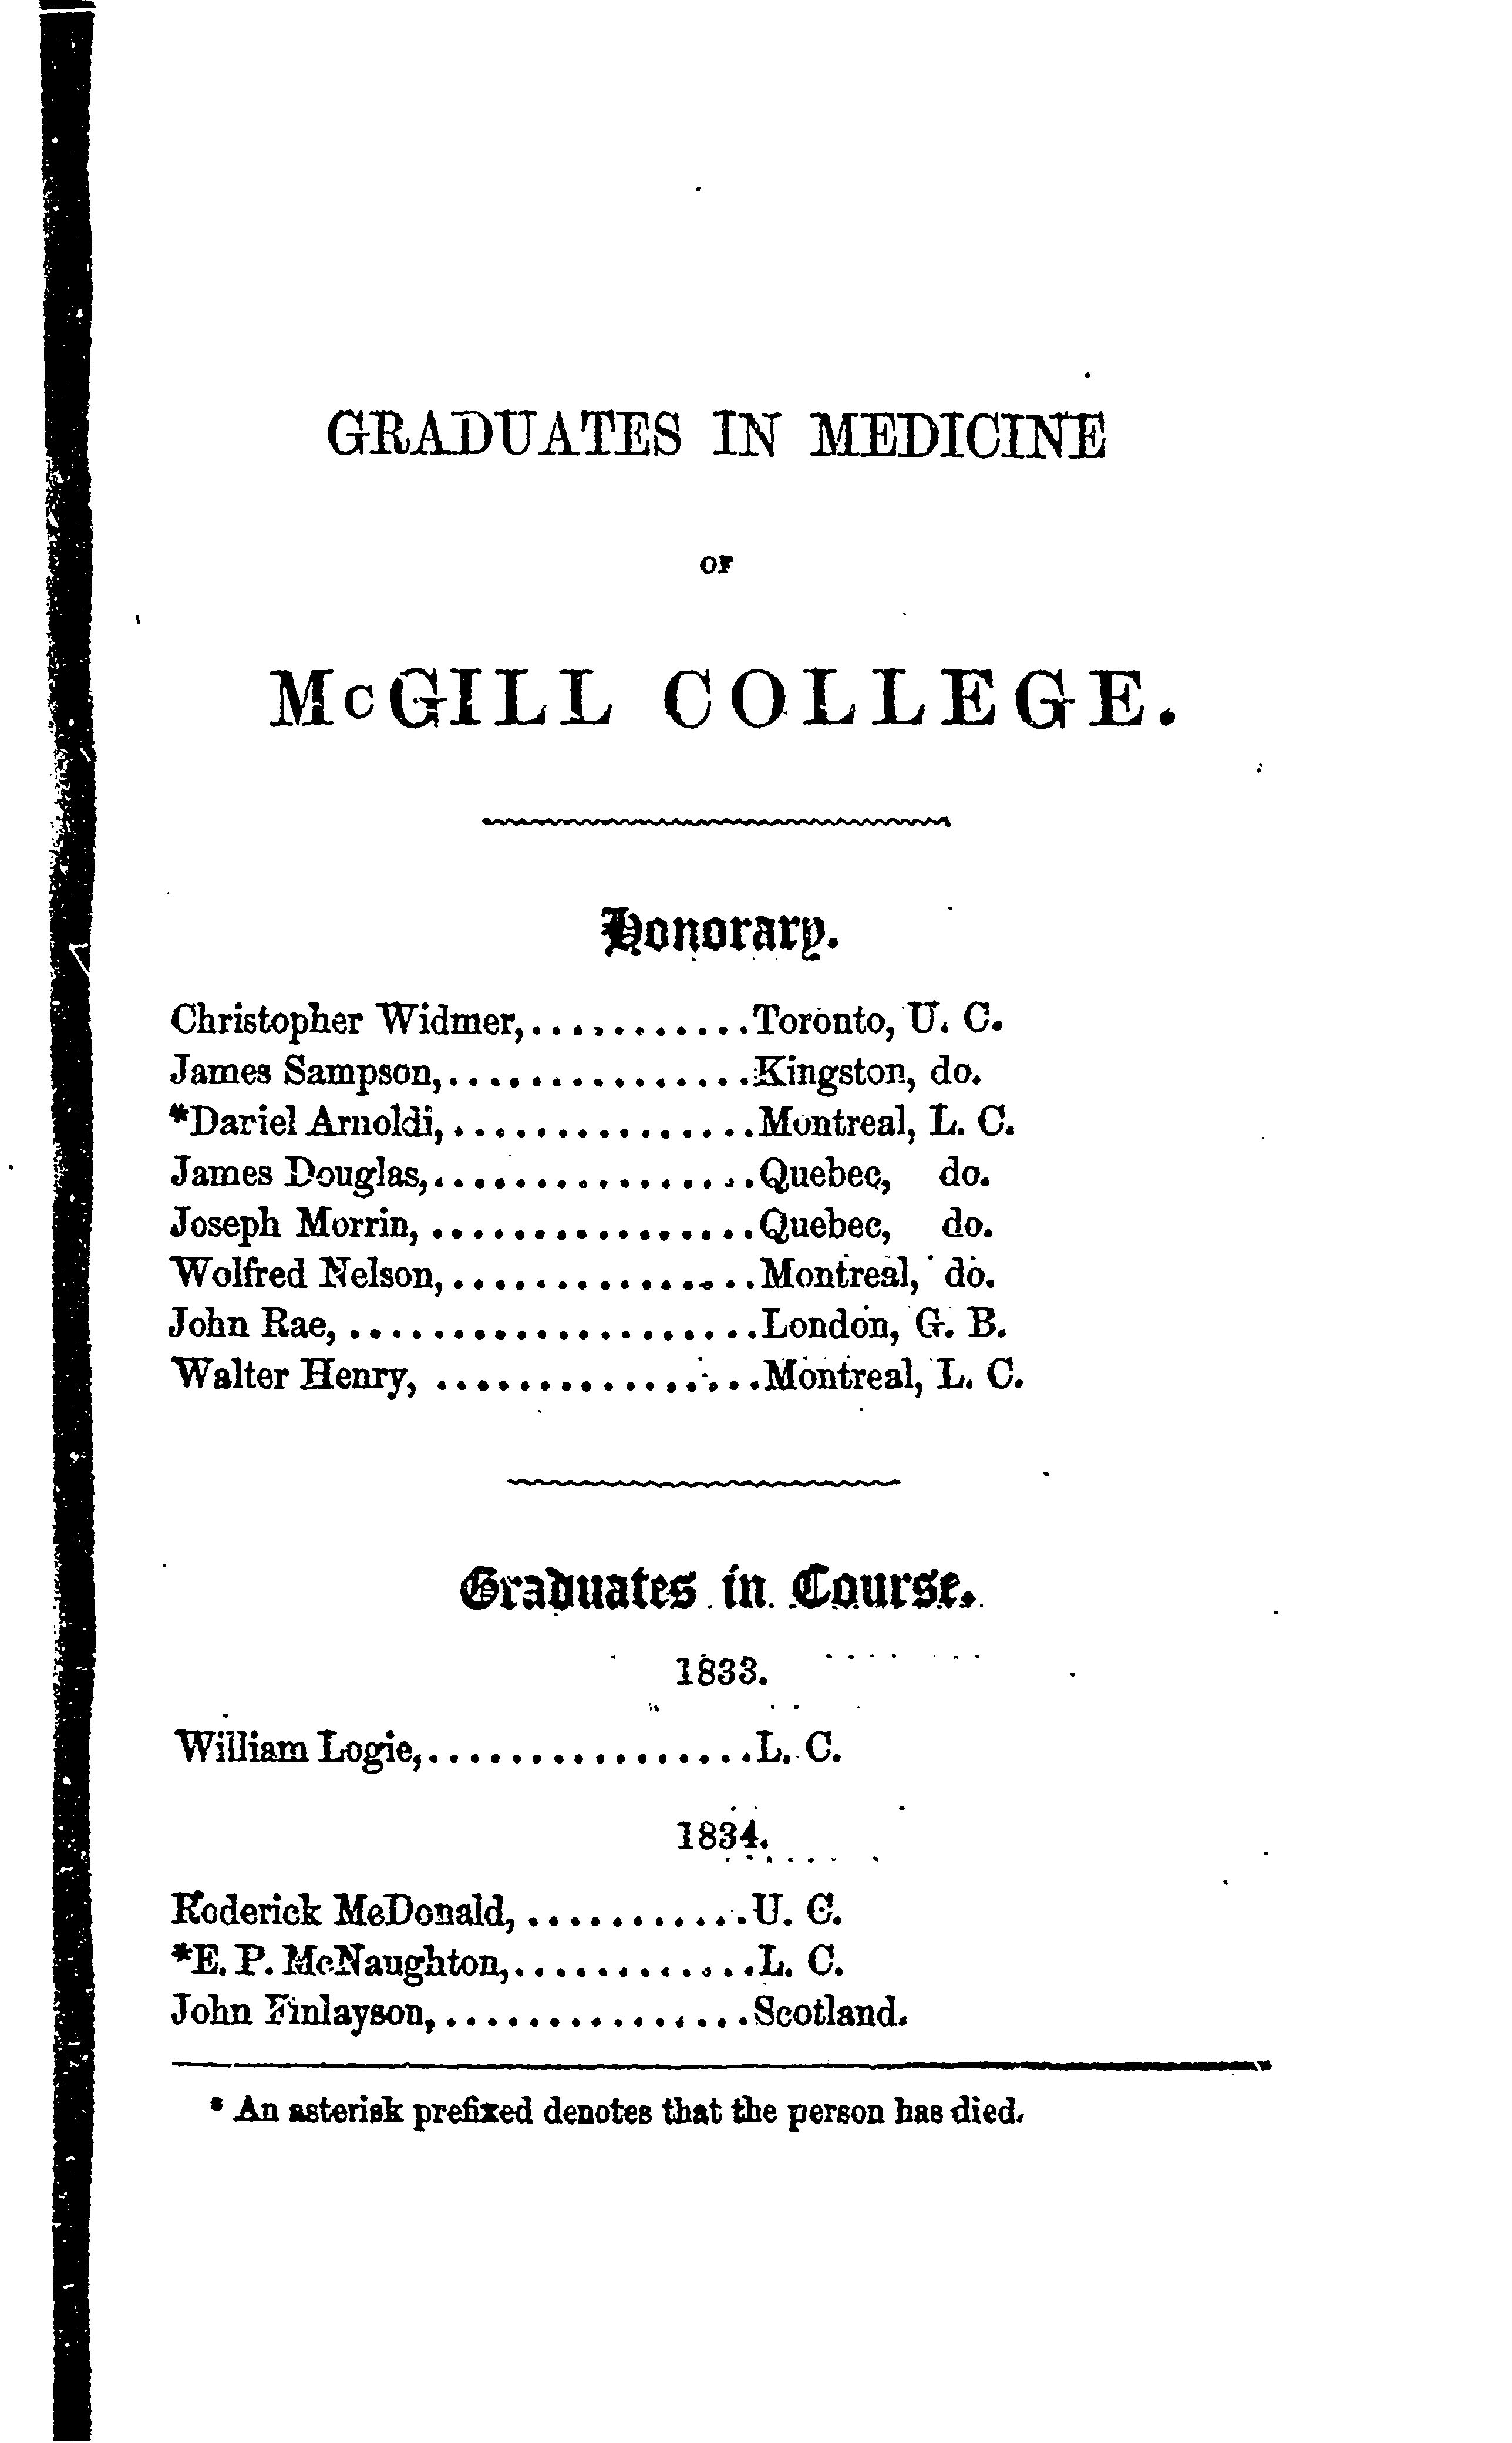 GRADUATES IN MEDICINE
OF
McGILL COLLEGE.
Honorary.
Christopher Widmer,...........Toronto, U. C.
James Sampson,...............Kingston, do.
*Dariel Arnoldi,...............Montreal, L. C.
James Douglas,................Quebec, do.
Joseph Morrin, ................Quebec, do.
Wolfred Nelson,...............Montreal, do.
John Rae, ....................London, G. B.
Walter Henry, ................Montreal, L. C.
Graduates in Course.
1833.
William Logie,................L. C.
1834.
Roderick McDonald, ...........U. C.
*E. P. McNaughton,............L. C.
John Finlayson, ...............Scotland.
* An asterisk prefixed denotes that the person has died.